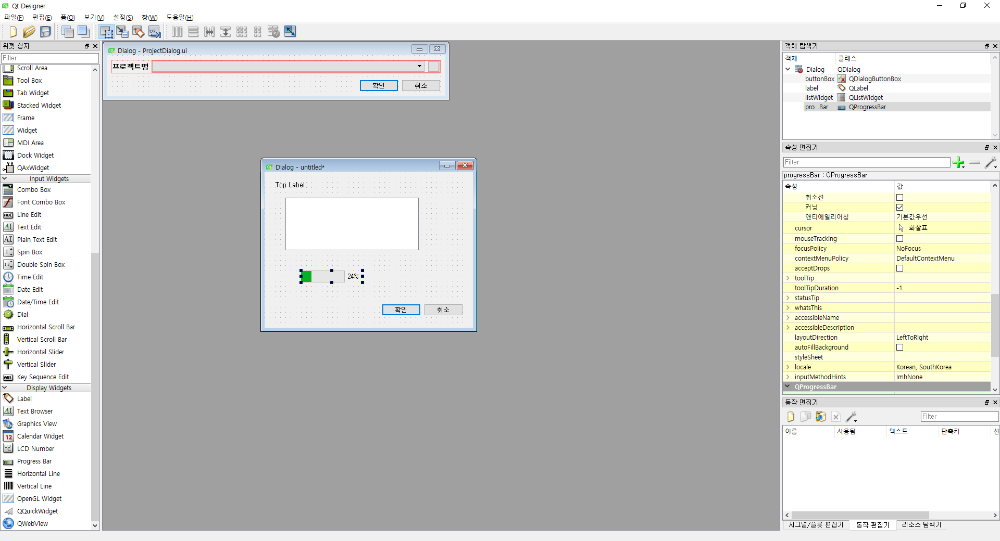 Qt Designer
파일(F) 편집(E) 폼(O) 보기(V) 설정(S) 창(W) 도움말(H)
위젯 상자
Filter
Scroll Area
Tool Box
Tab Widget
Stacked Widget
Frame
Widget
MDI Area
Dock Widget
QAxWidget
Input Widgets
Combo Box
Font Combo Box
Line Edit
Text Edit
Plain Text Edit
Spin Box
Double Spin Box
Time Edit
Date Edit
Date/Time Edit
Dial
Horizontal Scroll Bar
Vertical Scroll Bar
Horizontal Slider
Vertical Slider
Key Sequence Edit
Display Widgets
Label
Text Browser
Graphics View
Calendar Widget
LCD Number
Progress Bar
Horizontal Line
Vertical Line
OpenGL Widget
QQuickWidget
QWebView
Dialog - ProjectDialog.ui
프로젝트명
확인 취소
Dialog - untitled*
Top Label
24%
확인 취소
객체 탐색기
객체 클래스
Dialog QDialog
buttonBox QDialogButtonBox
label QLabel
listWidget QListWidget
pro...Bar QProgressBar
속성 편집기
Filter
progressBar : QProgressBar
속성 값
취소선
커닝
앤티에일리어싱 기본값우선
cursor 화살표
mouseTracking
focusPolicy NoFocus
contextMenuPolicy DefaultContextMenu
acceptDrops
toolTip
toolTipDuration -1
statusTip
whatsThis
accessibleName
accessibleDescription
layoutDirection LeftToRight
autoFillBackground
styleSheet
locale Korean, SouthKorea
inputMethodHints ImhNone
QProgressBar
동작 편집기
Filter
이름 사용됨 텍스트 단축키 선
시그널/슬롯 편집기 동작 편집기 리소스 탐색기